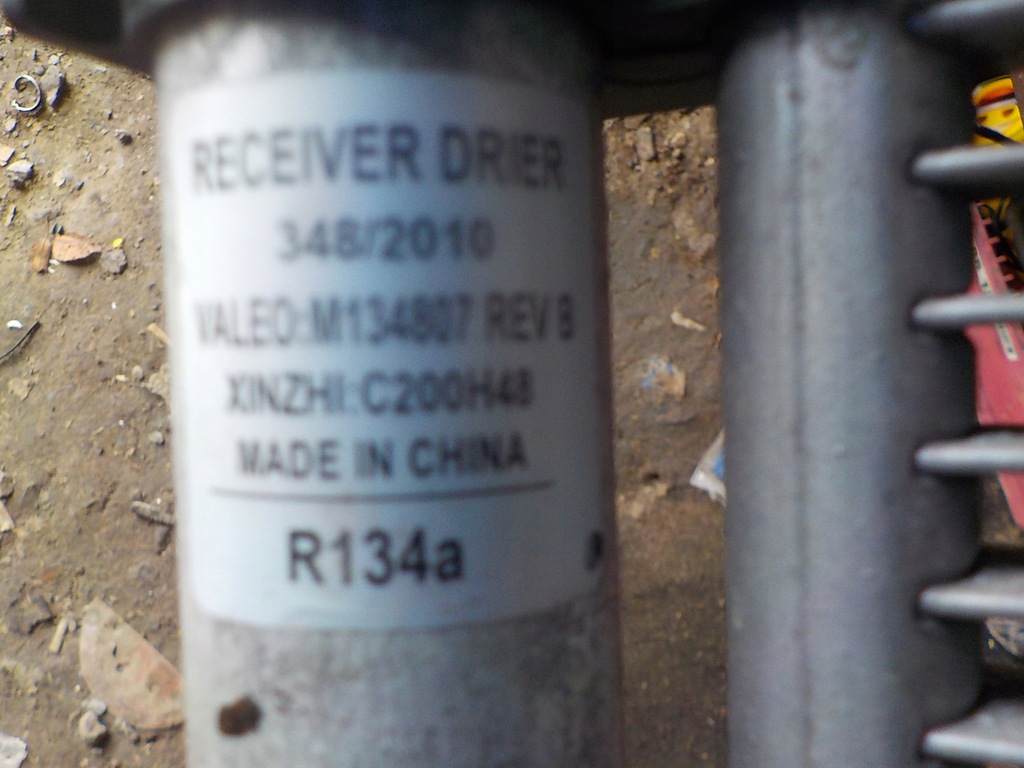 RECEIVER DRIER
348/2010
VALEO:M134807 REV B
XINZHI:C200H48
MADE IN CHINA
R134a